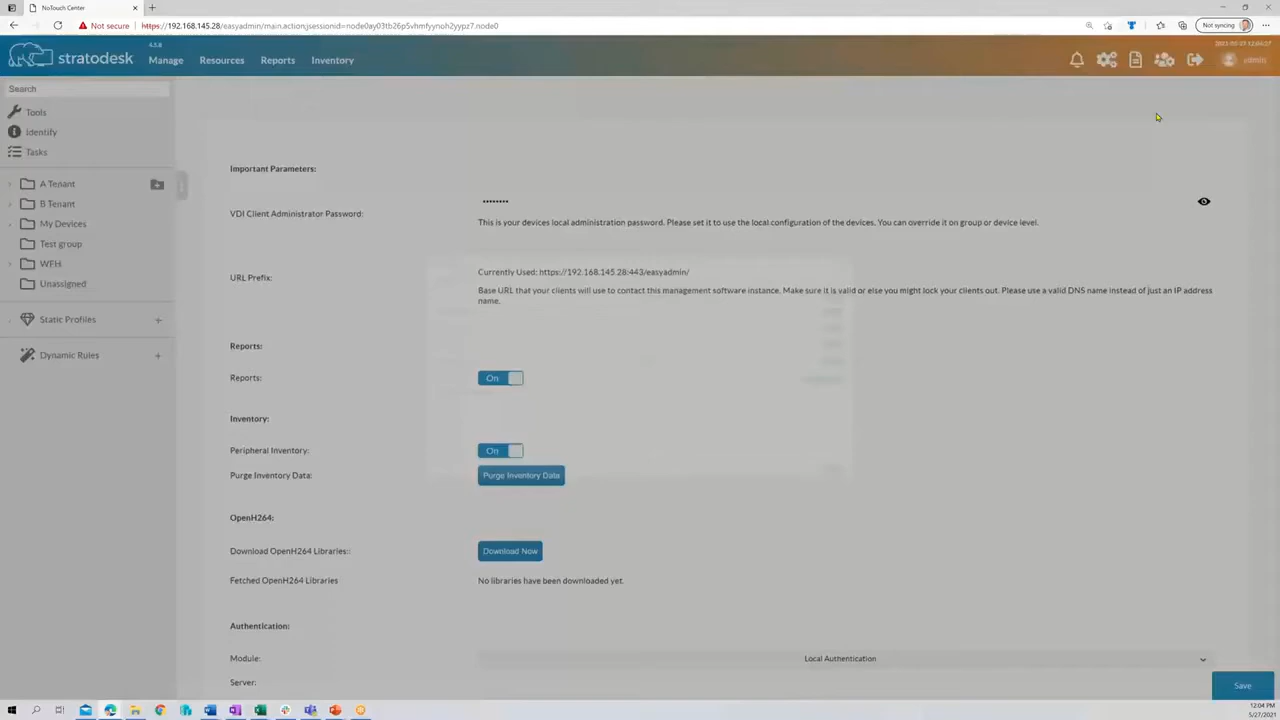 NoTouch Center
Not secure
https://192.168.145.28/easyadmin/main.action;jsessionid=node0ay03tb26p5vhmfyynoh2yypz7.node0
Not syncing
4.5.8
stratodesk
Manage
Resources
Reports
Inventory
admin
Search
Tools
Identify
Tasks
A Tenant
B Tenant
My Devices
Test group
WFH
Unassigned
Static Profiles
Dynamic Rules
Important Parameters:
VDI Client Administrator Password:
••••••••
This is your devices local administration password. Please set it to use the local configuration of the devices. You can override it on group or device level.
URL Prefix:
Currently Used: https://192.168.145.28:443/easyadmin/
Base URL that your clients will use to contact this management software instance. Make sure it is valid or else you might lock your clients out. Please use a valid DNS name instead of just an IP address
name.
Reports:
Reports:
On
Inventory:
Peripheral Inventory:
On
Purge Inventory Data:
Purge Inventory Data
OpenH264:
Download OpenH264 Libraries::
Download Now
Fetched OpenH264 Libraries
No libraries have been downloaded yet.
Authentication:
Module:
Local Authentication
Server:
Save
12:04 PM
5/27/2021